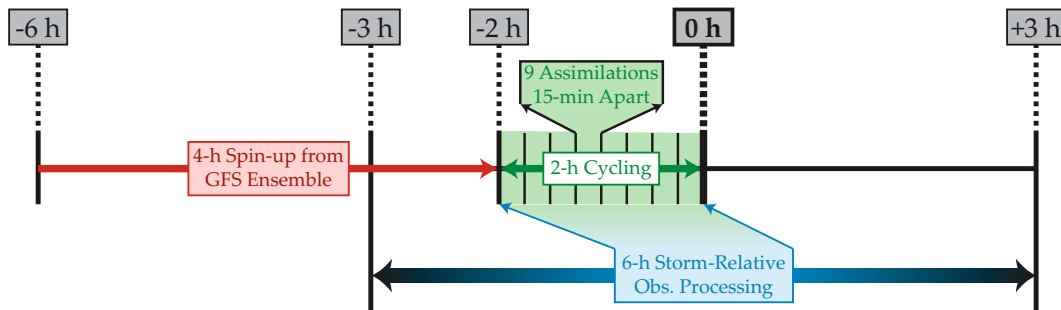 -6 h
-3 h
-2 h
0 h
+3 h
9 Assimilations
15-min Apart
4-h Spin-up from
GFS Ensemble
2-h Cycling
6-h Storm-Relative
Obs. Processing